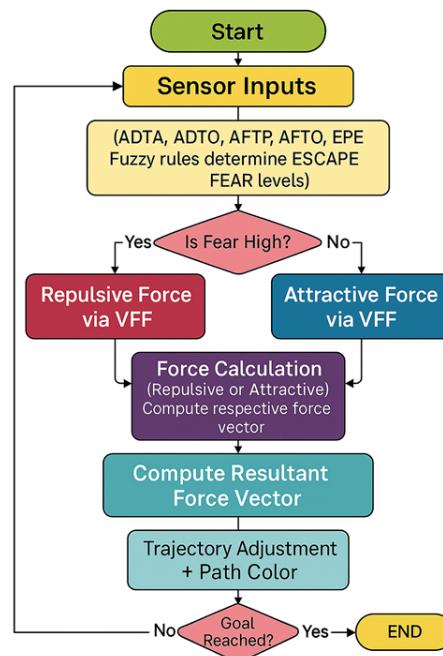 Start
Sensor Inputs
(ADTA, ADTO, AFTP, AFTO, EPE
Fuzzy rules determine ESCAPE
FEAR levels)
Yes
Is Fear High?
No
Repulsive Force
via VFF
Attractive Force
via VFF
Force Calculation
(Repulsive or Attractive)
Compute respective force
vector
Compute Resultant
Force Vector
Trajectory Adjustment
+ Path Color
No
Goal
Reached?
Yes
END